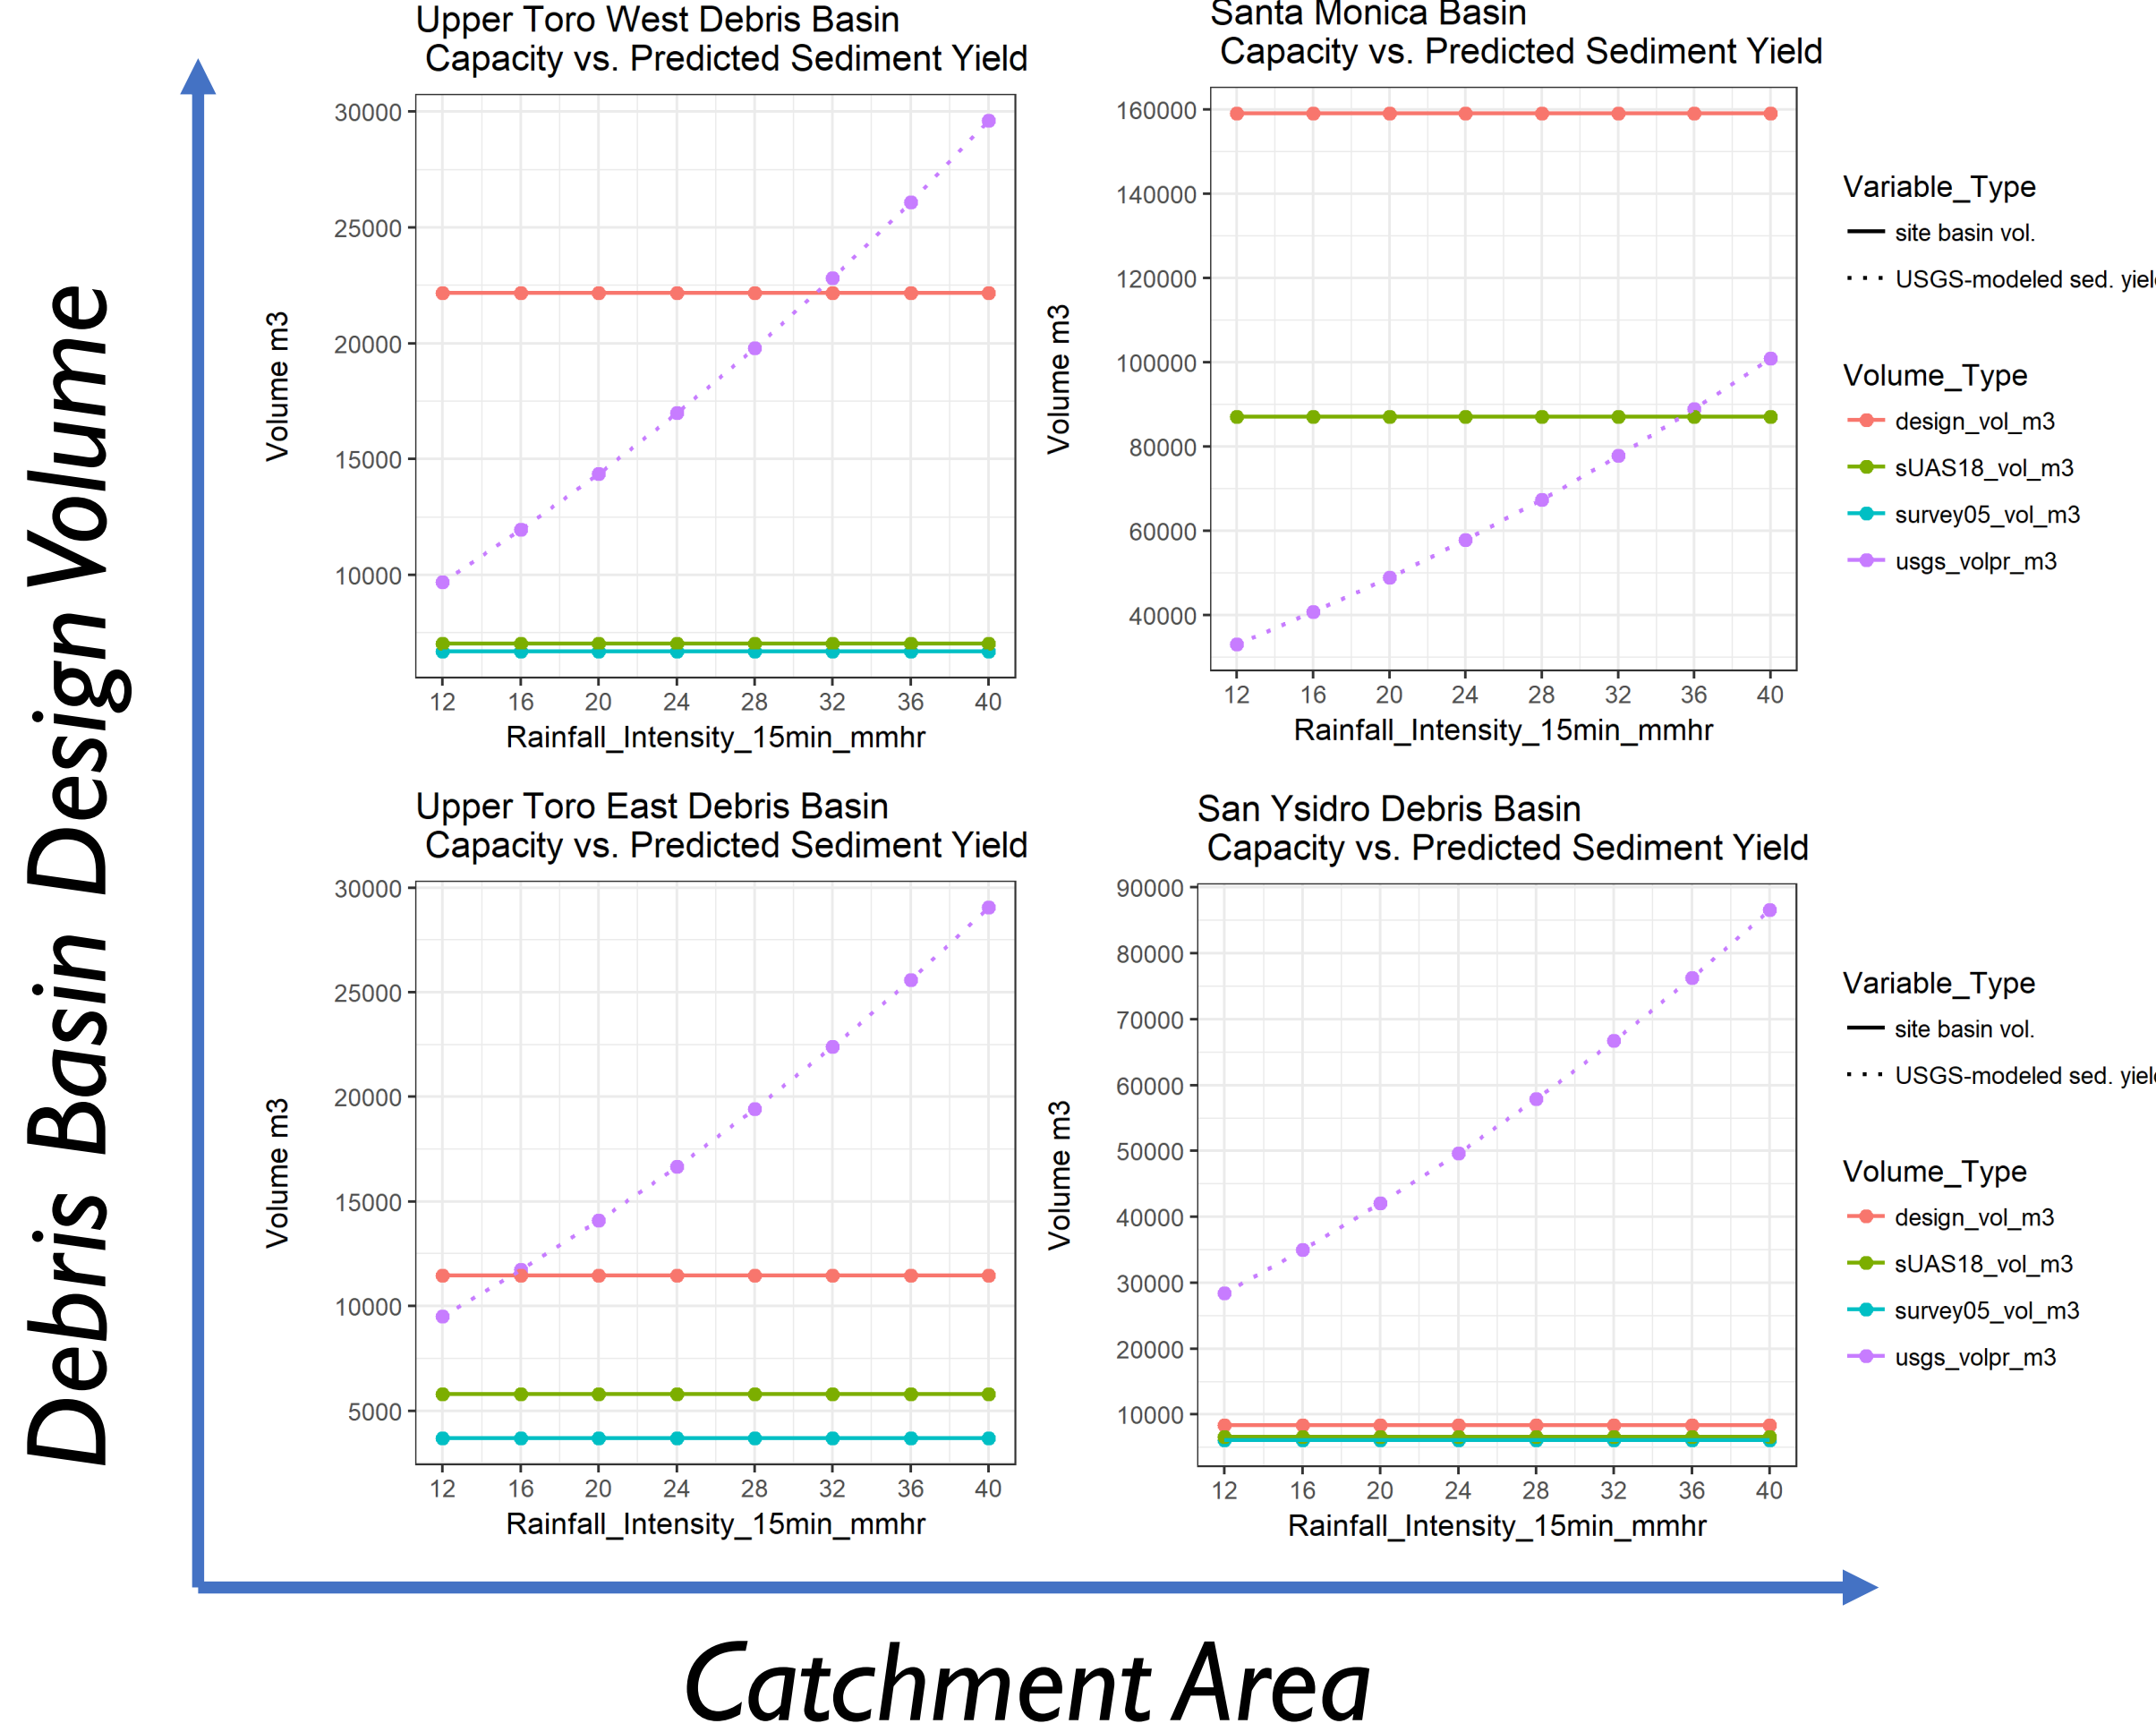 Debris Basin Design Volume
Upper Toro West Debris Basin
Capacity vs. Predicted Sediment Yield
Volume m3
30000
25000
20000
15000
10000
12 16 20 24 28 32 36 40
Rainfall_Intensity_15min_mmhr
Santa Monica Basin
Capacity vs. Predicted Sediment Yield
Volume m3
160000
140000
120000
100000
80000
60000
40000
12 16 20 24 28 32 36 40
Rainfall_Intensity_15min_mmhr
Variable_Type
site basin vol.
USGS-modeled sed. yiel
Volume_Type
design_vol_m3
sUAS18_vol_m3
survey05_vol_m3
usgs_volpr_m3
Upper Toro East Debris Basin
Capacity vs. Predicted Sediment Yield
Volume m3
30000
25000
20000
15000
10000
5000
12 16 20 24 28 32 36 40
Rainfall_Intensity_15min_mmhr
San Ysidro Debris Basin
Capacity vs. Predicted Sediment Yield
Volume m3
90000
80000
70000
60000
50000
40000
30000
20000
10000
12 16 20 24 28 32 36 40
Rainfall_Intensity_15min_mmhr
Variable_Type
site basin vol.
USGS-modeled sed. yiel
Volume_Type
design_vol_m3
sUAS18_vol_m3
survey05_vol_m3
usgs_volpr_m3
Catchment Area